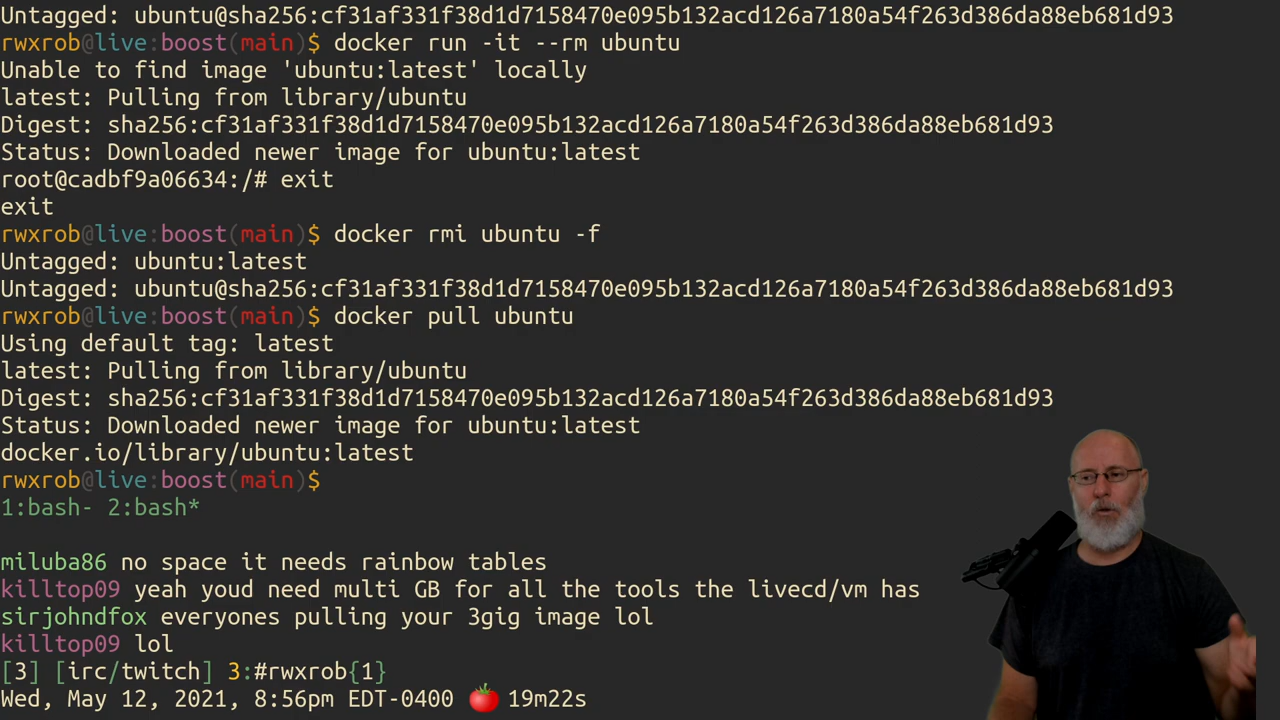 Untagged: ubuntu@sha256:cf31af331f38d1d7158470e095b132acd126a7180a54f263d386da88eb681d93
rwxrob@live:boost(main)$ docker run -it --rm ubuntu
Unable to find image 'ubuntu:latest' locally
latest: Pulling from library/ubuntu
Digest: sha256:cf31af331f38d1d7158470e095b132acd126a7180a54f263d386da88eb681d93
Status: Downloaded newer image for ubuntu:latest
root@cadbf9a06634:/# exit
exit
rwxrob@live:boost(main)$ docker rmi ubuntu -f
Untagged: ubuntu:latest
Untagged: ubuntu@sha256:cf31af331f38d1d7158470e095b132acd126a7180a54f263d386da88eb681d93
rwxrob@live:boost(main)$ docker pull ubuntu
Using default tag: latest
latest: Pulling from library/ubuntu
Digest: sha256:cf31af331f38d1d7158470e095b132acd126a7180a54f263d386da88eb681d93
Status: Downloaded newer image for ubuntu:latest
docker.io/library/ubuntu:latest
rwxrob@live:boost(main)$
1:bash- 2:bash*
miluba86 no space it needs rainbow tables
killtop09 yeah youd need multi GB for all the tools the livecd/vm has
sirjohndfox everyones pulling your 3gig image lol
killtop09 lol
[3] [irc/twitch] 3:#rwxrob{1}
Wed, May 12, 2021, 8:56pm EDT-0400 🍅 19m22s